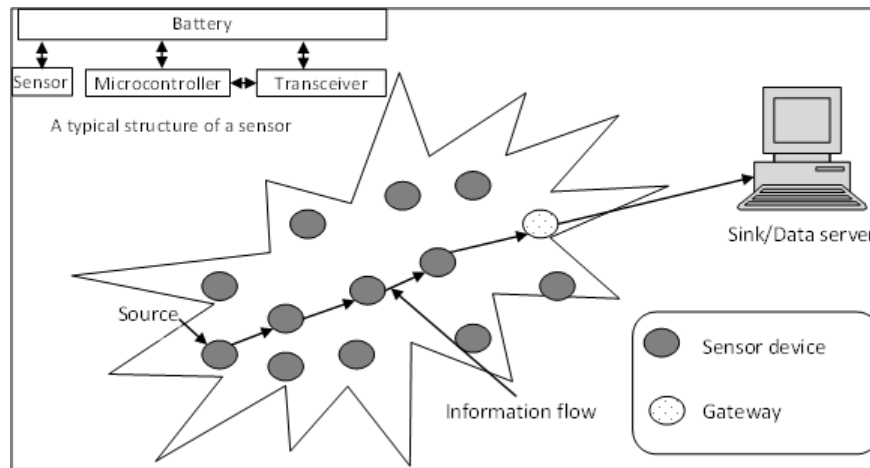 Battery
Sensor
Microcontroller
Transceiver
A typical structure of a sensor
Sink/Data server
Source
Sensor device
Information flow
Gateway